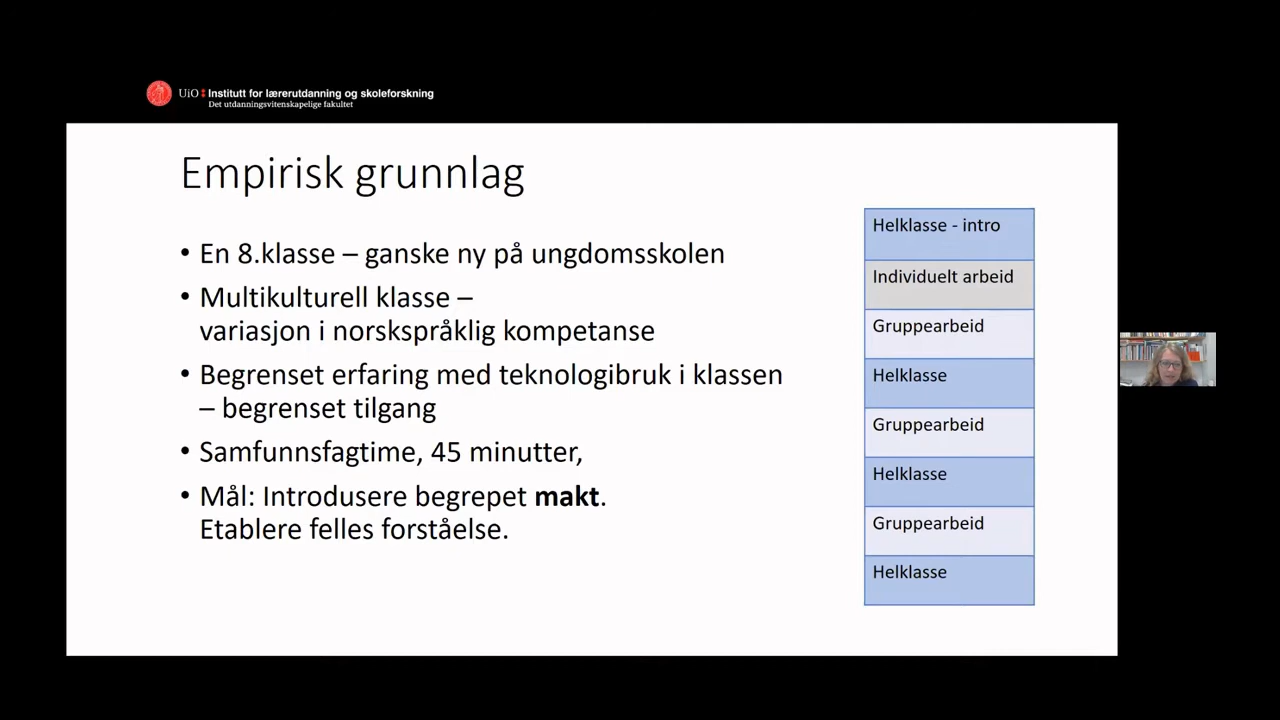 UiO Institutt for lærerutdanning og skoleforskning
Det utdanningsvitenskapelige fakultet
Empirisk grunnlag
• En 8.klasse – ganske ny på ungdomsskolen
• Multikulturell klasse –
variasjon i norskspråklig kompetanse
• Begrenset erfaring med teknologibruk i klassen
– begrenset tilgang
• Samfunnsfagtime, 45 minutter,
• Mål: Introdusere begrepet makt.
Etablere felles forståelse.
Helklasse - intro
Individuelt arbeid
Gruppearbeid
Helklasse
Gruppearbeid
Helklasse
Gruppearbeid
Helklasse